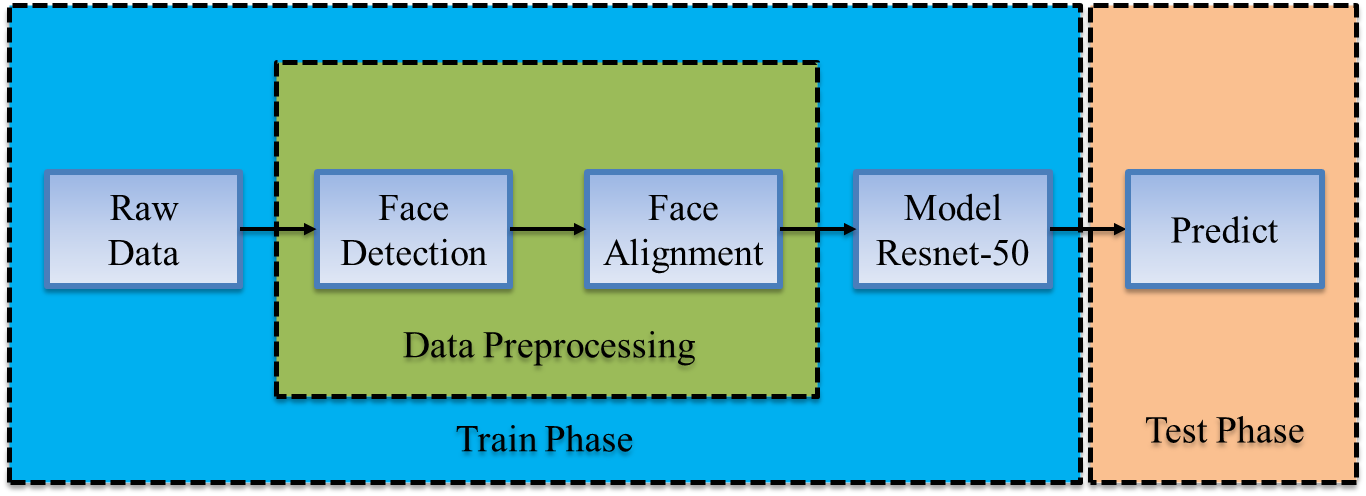 Raw
Data
Face
Detection
Face
Alignment
Model
Resnet-50
Predict
Data Preprocessing
Train Phase
Test Phase